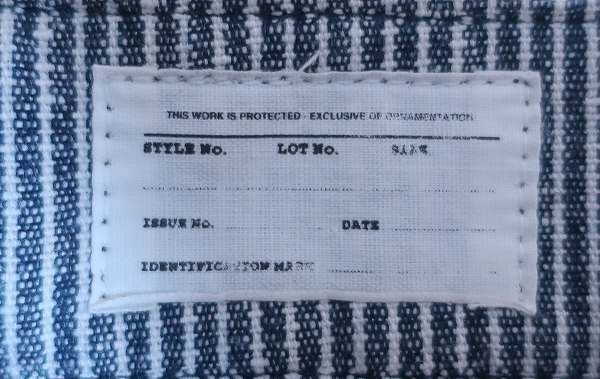 THIS WORK IS PROTECTED - EXCLUSIVE OF ORNAMENTATION
STYLE No. LOT No. SIZE
ISSUE No. DATE
IDENTIFICATION MARK